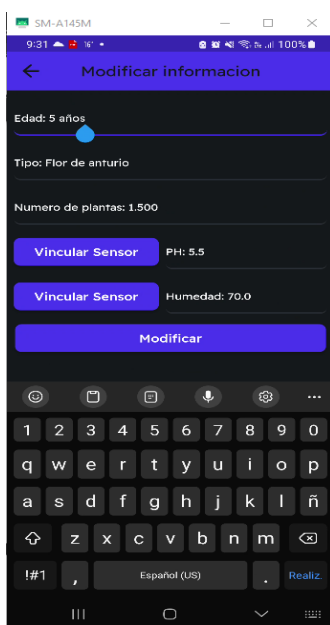 SM-A145M
9:31 16° 100%
Modificar informacion
Edad: 5 años
Tipo: Flor de anturio
Numero de plantas: 1.500
Vincular Sensor PH: 5.5
Vincular Sensor Humedad: 70.0
Modificar
1 2 3 4 5 6 7 8 9 0
q w e r t y u i o p
a s d f g h j k l ñ
z x c v b n m
!#1 , Español (US) . Realiz.